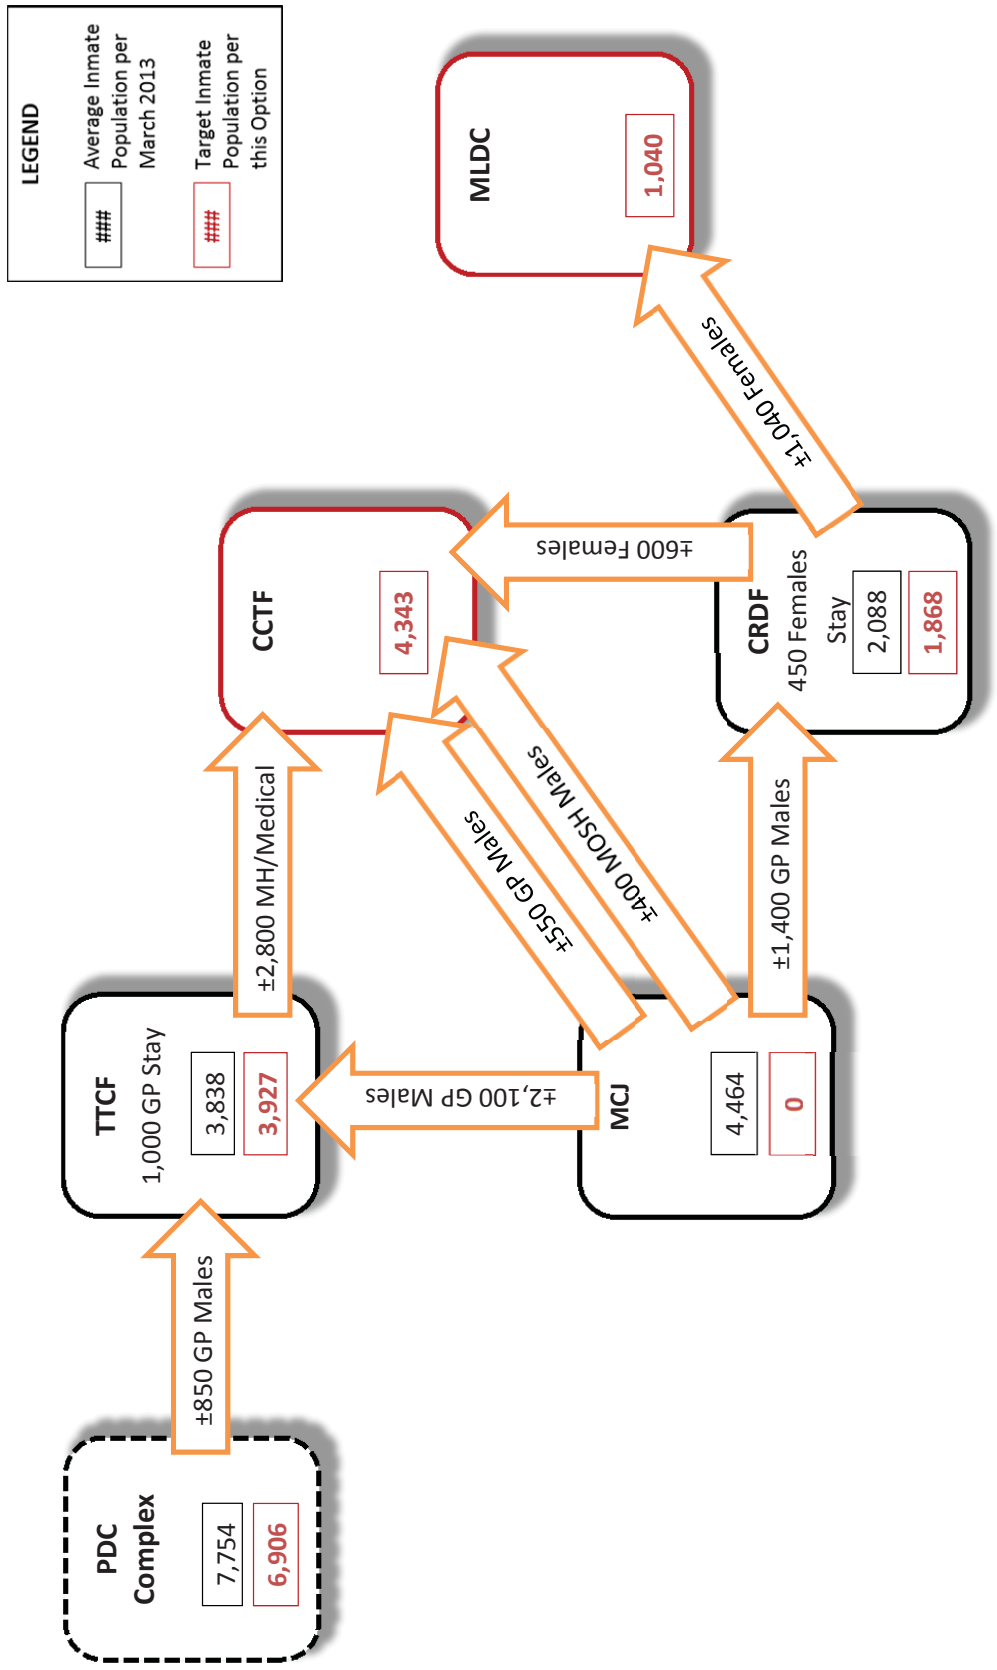 LEGEND
###
Average Inmate
Population per
March 2013
###
Target Inmate
Population per
this Option
PDC
Complex
7,754
6,906
±850 GP Males
TTCF
1,000 GP Stay
3,838
3,927
±2,800 MH/Medical
CCTF
4,343
MLDC
1,040
±2,100 GP Males
±550 GP Males
±400 MOSH Males
±600 Females
±1,040 Females
MCJ
4,464
0
±1,400 GP Males
CRDF
450 Females
Stay
2,088
1,868